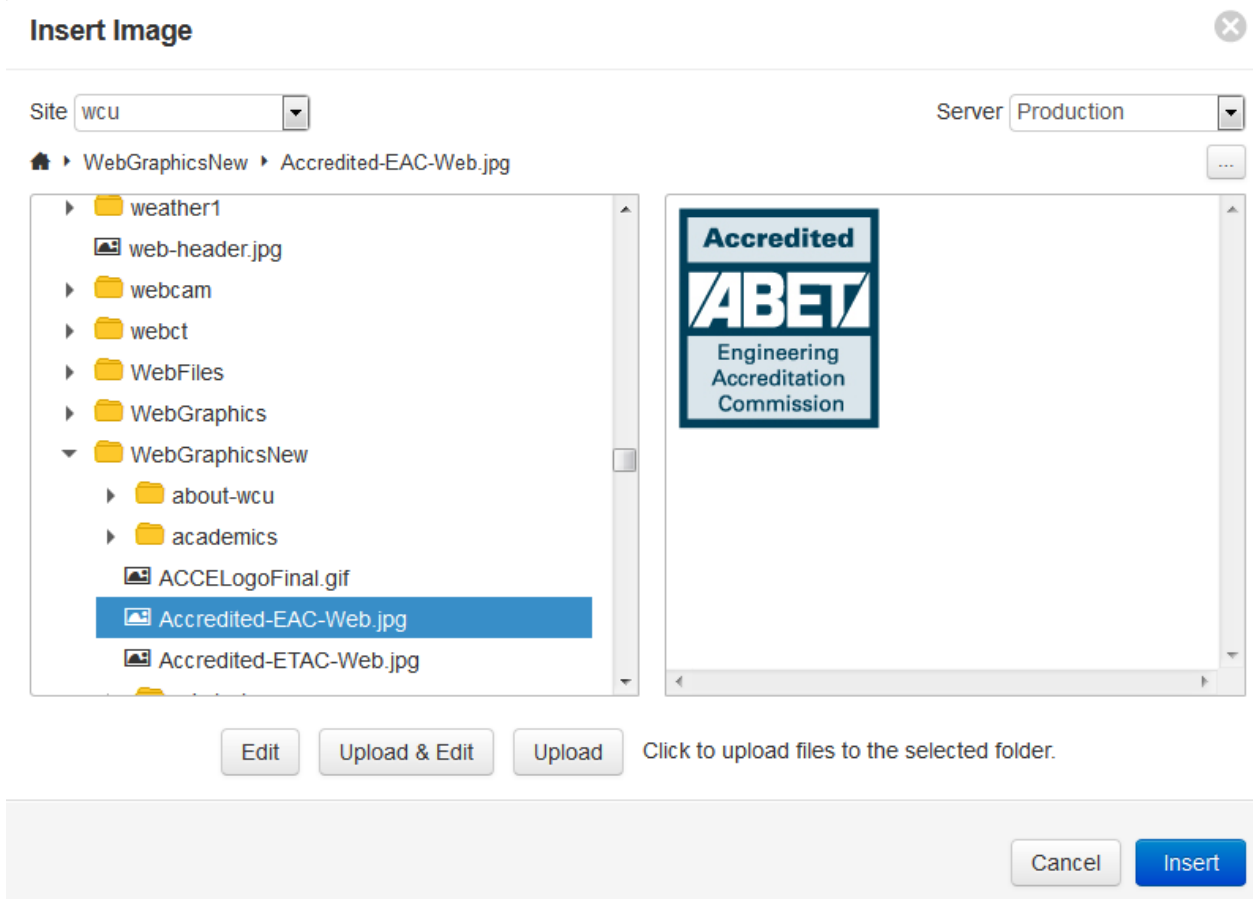 Insert Image
Site wcu Server Production
WebGraphicsNew Accredited-EAC-Web.jpg ...
weather1
web-header.jpg
webcam
webct
WebFiles
WebGraphics
WebGraphicsNew
about-wcu
academics
ACCELogoFinal.gif
Accredited-EAC-Web.jpg
Accredited-ETAC-Web.jpg
Accredited
ABET
Engineering
Accreditation
Commission
Edit Upload & Edit Upload Click to upload files to the selected folder.
Cancel Insert